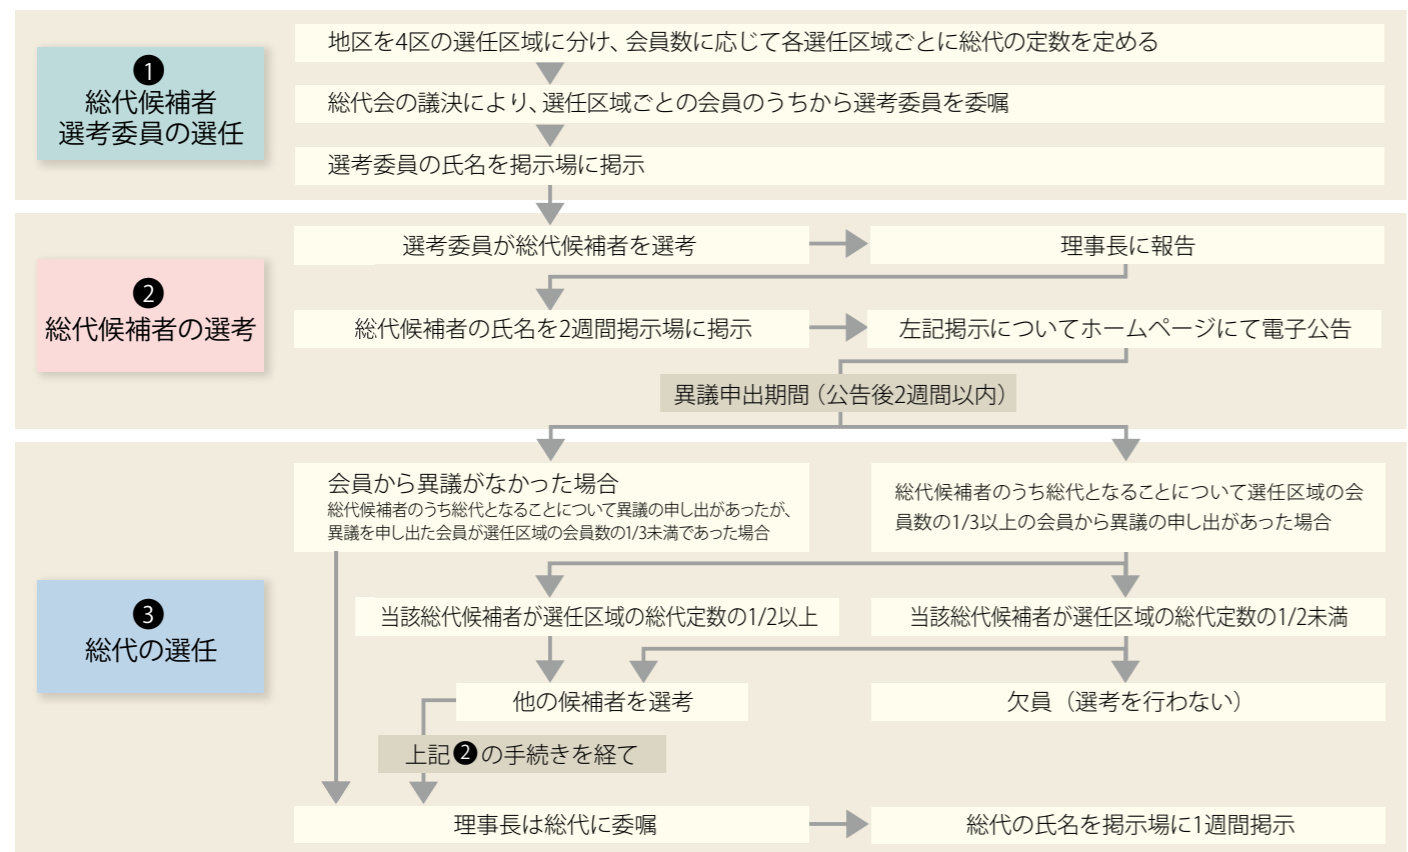 ❶
総代候補者
選考委員の選任
地区を4区の選任区域に分け、会員数に応じて各選任区域ごとに総代の定数を定める
総代会の議決により、選任区域ごとの会員のうちから選考委員を委嘱
選考委員の氏名を掲示場に掲示
❷
総代候補者の選考
選考委員が総代候補者を選考
理事長に報告
総代候補者の氏名を2週間掲示場に掲示
左記掲示についてホームページにて電子公告
異議申出期間（公告後2週間以内）
❸
総代の選任
会員から異議がなかった場合
総代候補者のうち総代となることについて異議の申し出があったが、
異議を申し出た会員が選任区域の会員数の1/3未満であった場合
総代候補者のうち総代となることについて選任区域の会
員数の1/3以上の会員から異議の申し出があった場合
当該総代候補者が選任区域の総代定数の1/2以上
当該総代候補者が選任区域の総代定数の1/2未満
他の候補者を選考
欠員（選考を行わない）
上記❷の手続きを経て
理事長は総代に委嘱
総代の氏名を掲示場に1週間掲示